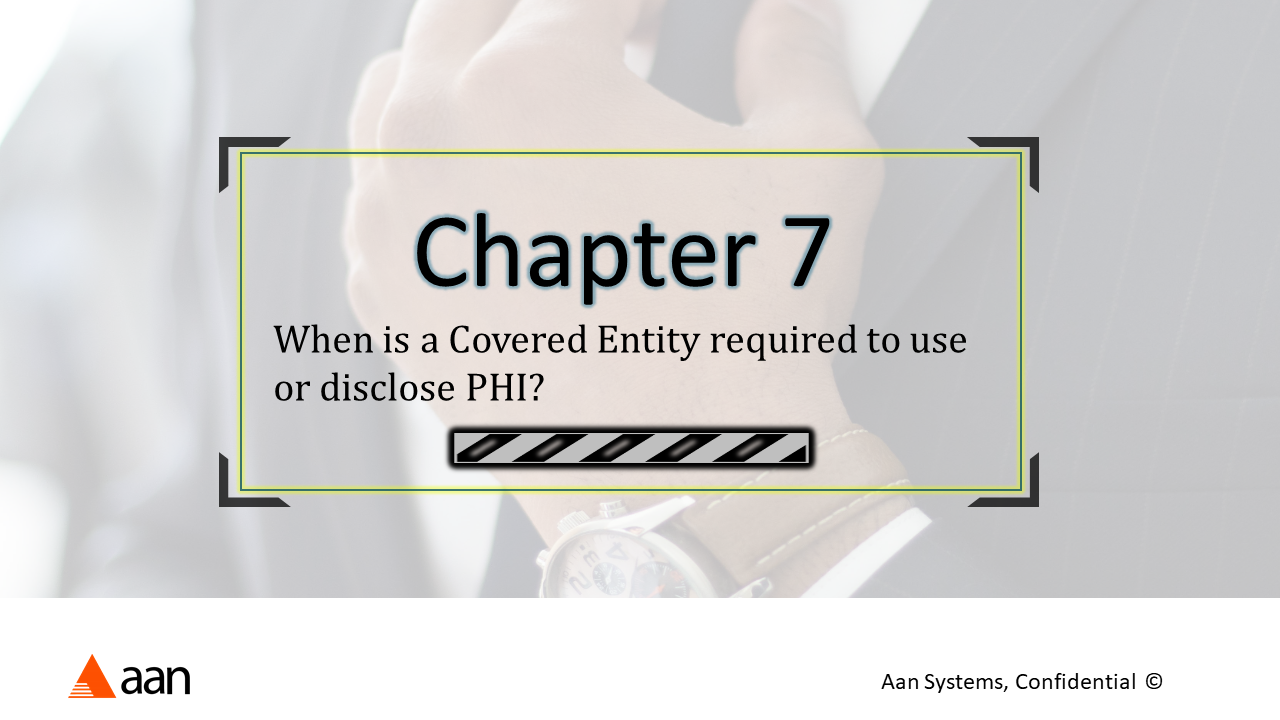 Chapter 7
When is a Covered Entity required to use
or disclose PHI?
aan
Aan Systems, Confidential ©